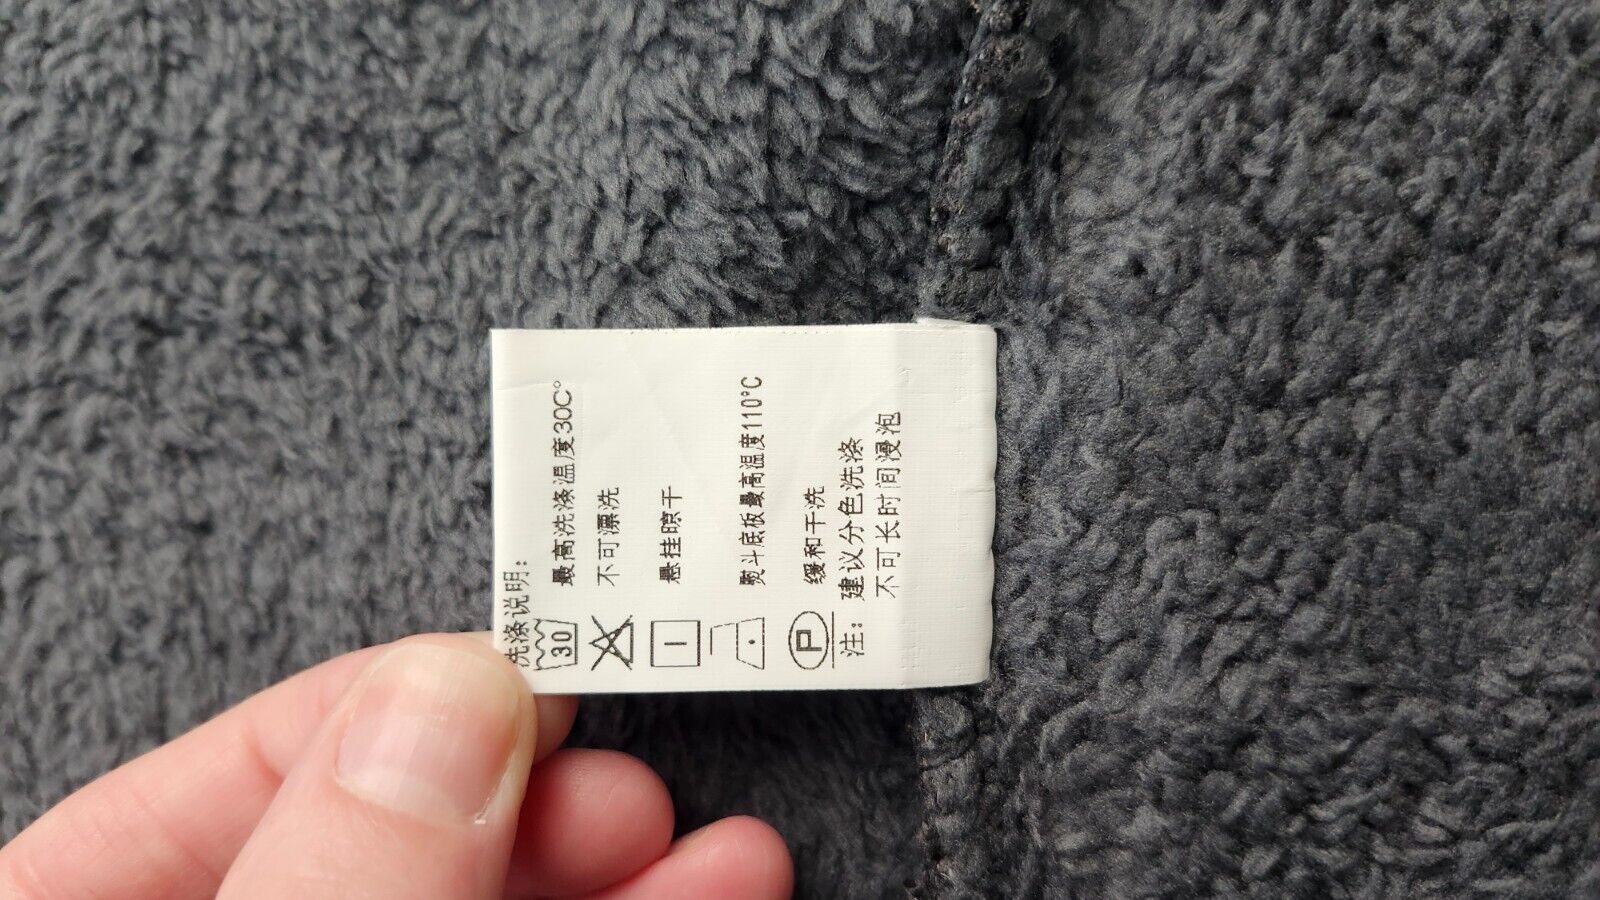 洗涤说明:
30 最高洗涤温度30C°
不可漂洗
悬挂晾干
熨斗底板最高温度110°C
P 缓和干洗
注: 建议分色洗涤
不可长时间浸泡